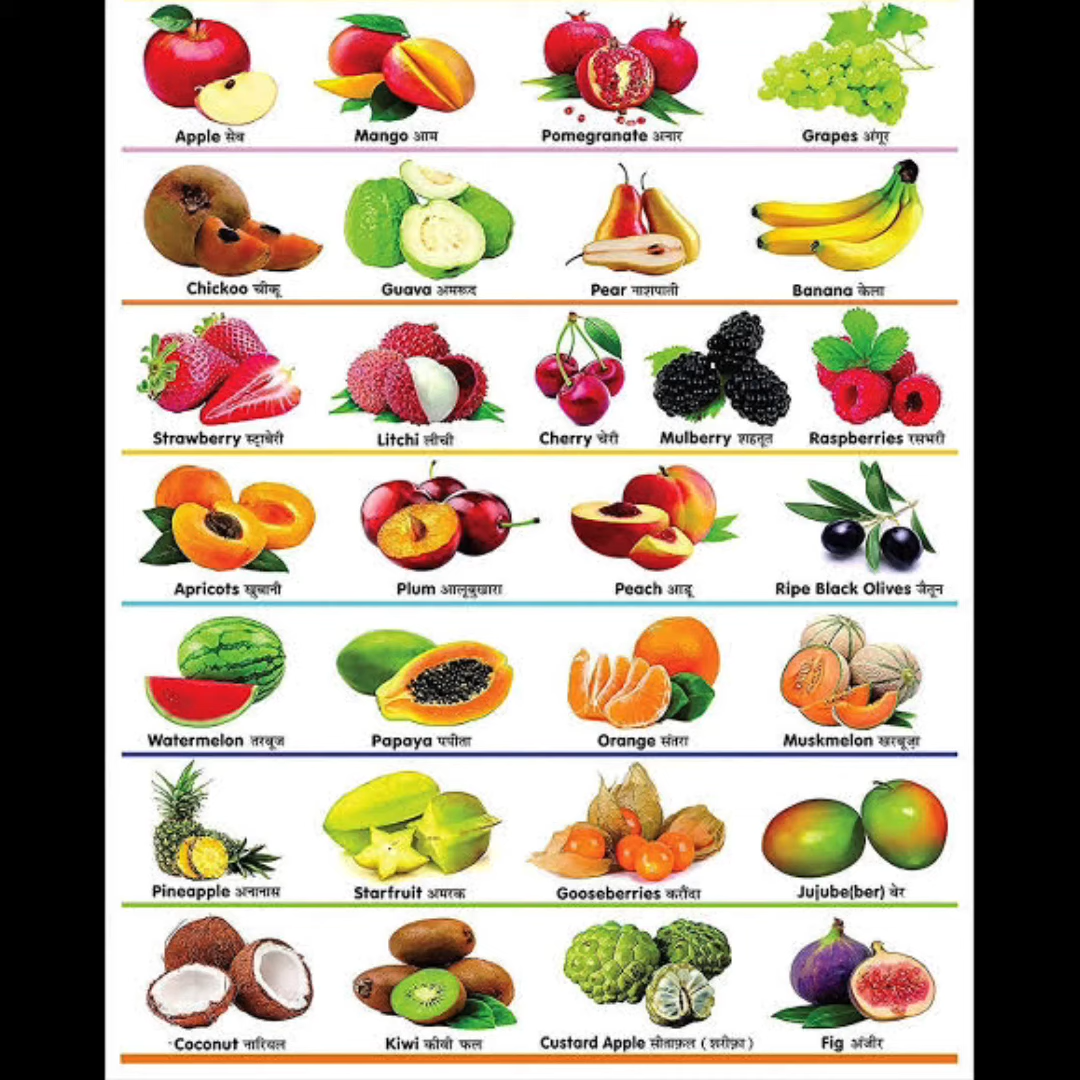 Apple सेब Mango आम Pomegranate अनार Grapes अंगूर
Chickoo चीकू Guava अमरूद Pear नाशपाती Banana केला
Strawberry स्ट्राबेरी Litchi लीची Cherry चेरी Mulberry शहतूत Raspberries रसभरी
Apricots खुबानी Plum आलूबुखारा Peach आडू Ripe Black Olives जैतून
Watermelon तरबूज Papaya पपीता Orange संतरा Muskmelon खरबूजा
Pineapple अनानास Starfruit अमरक Gooseberries करौंदा Jujube(ber) बेर
Coconut नारियल Kiwi कीवी फल Custard Apple सीताफ़ल ( शरीफ़ा ) Fig अंजीर